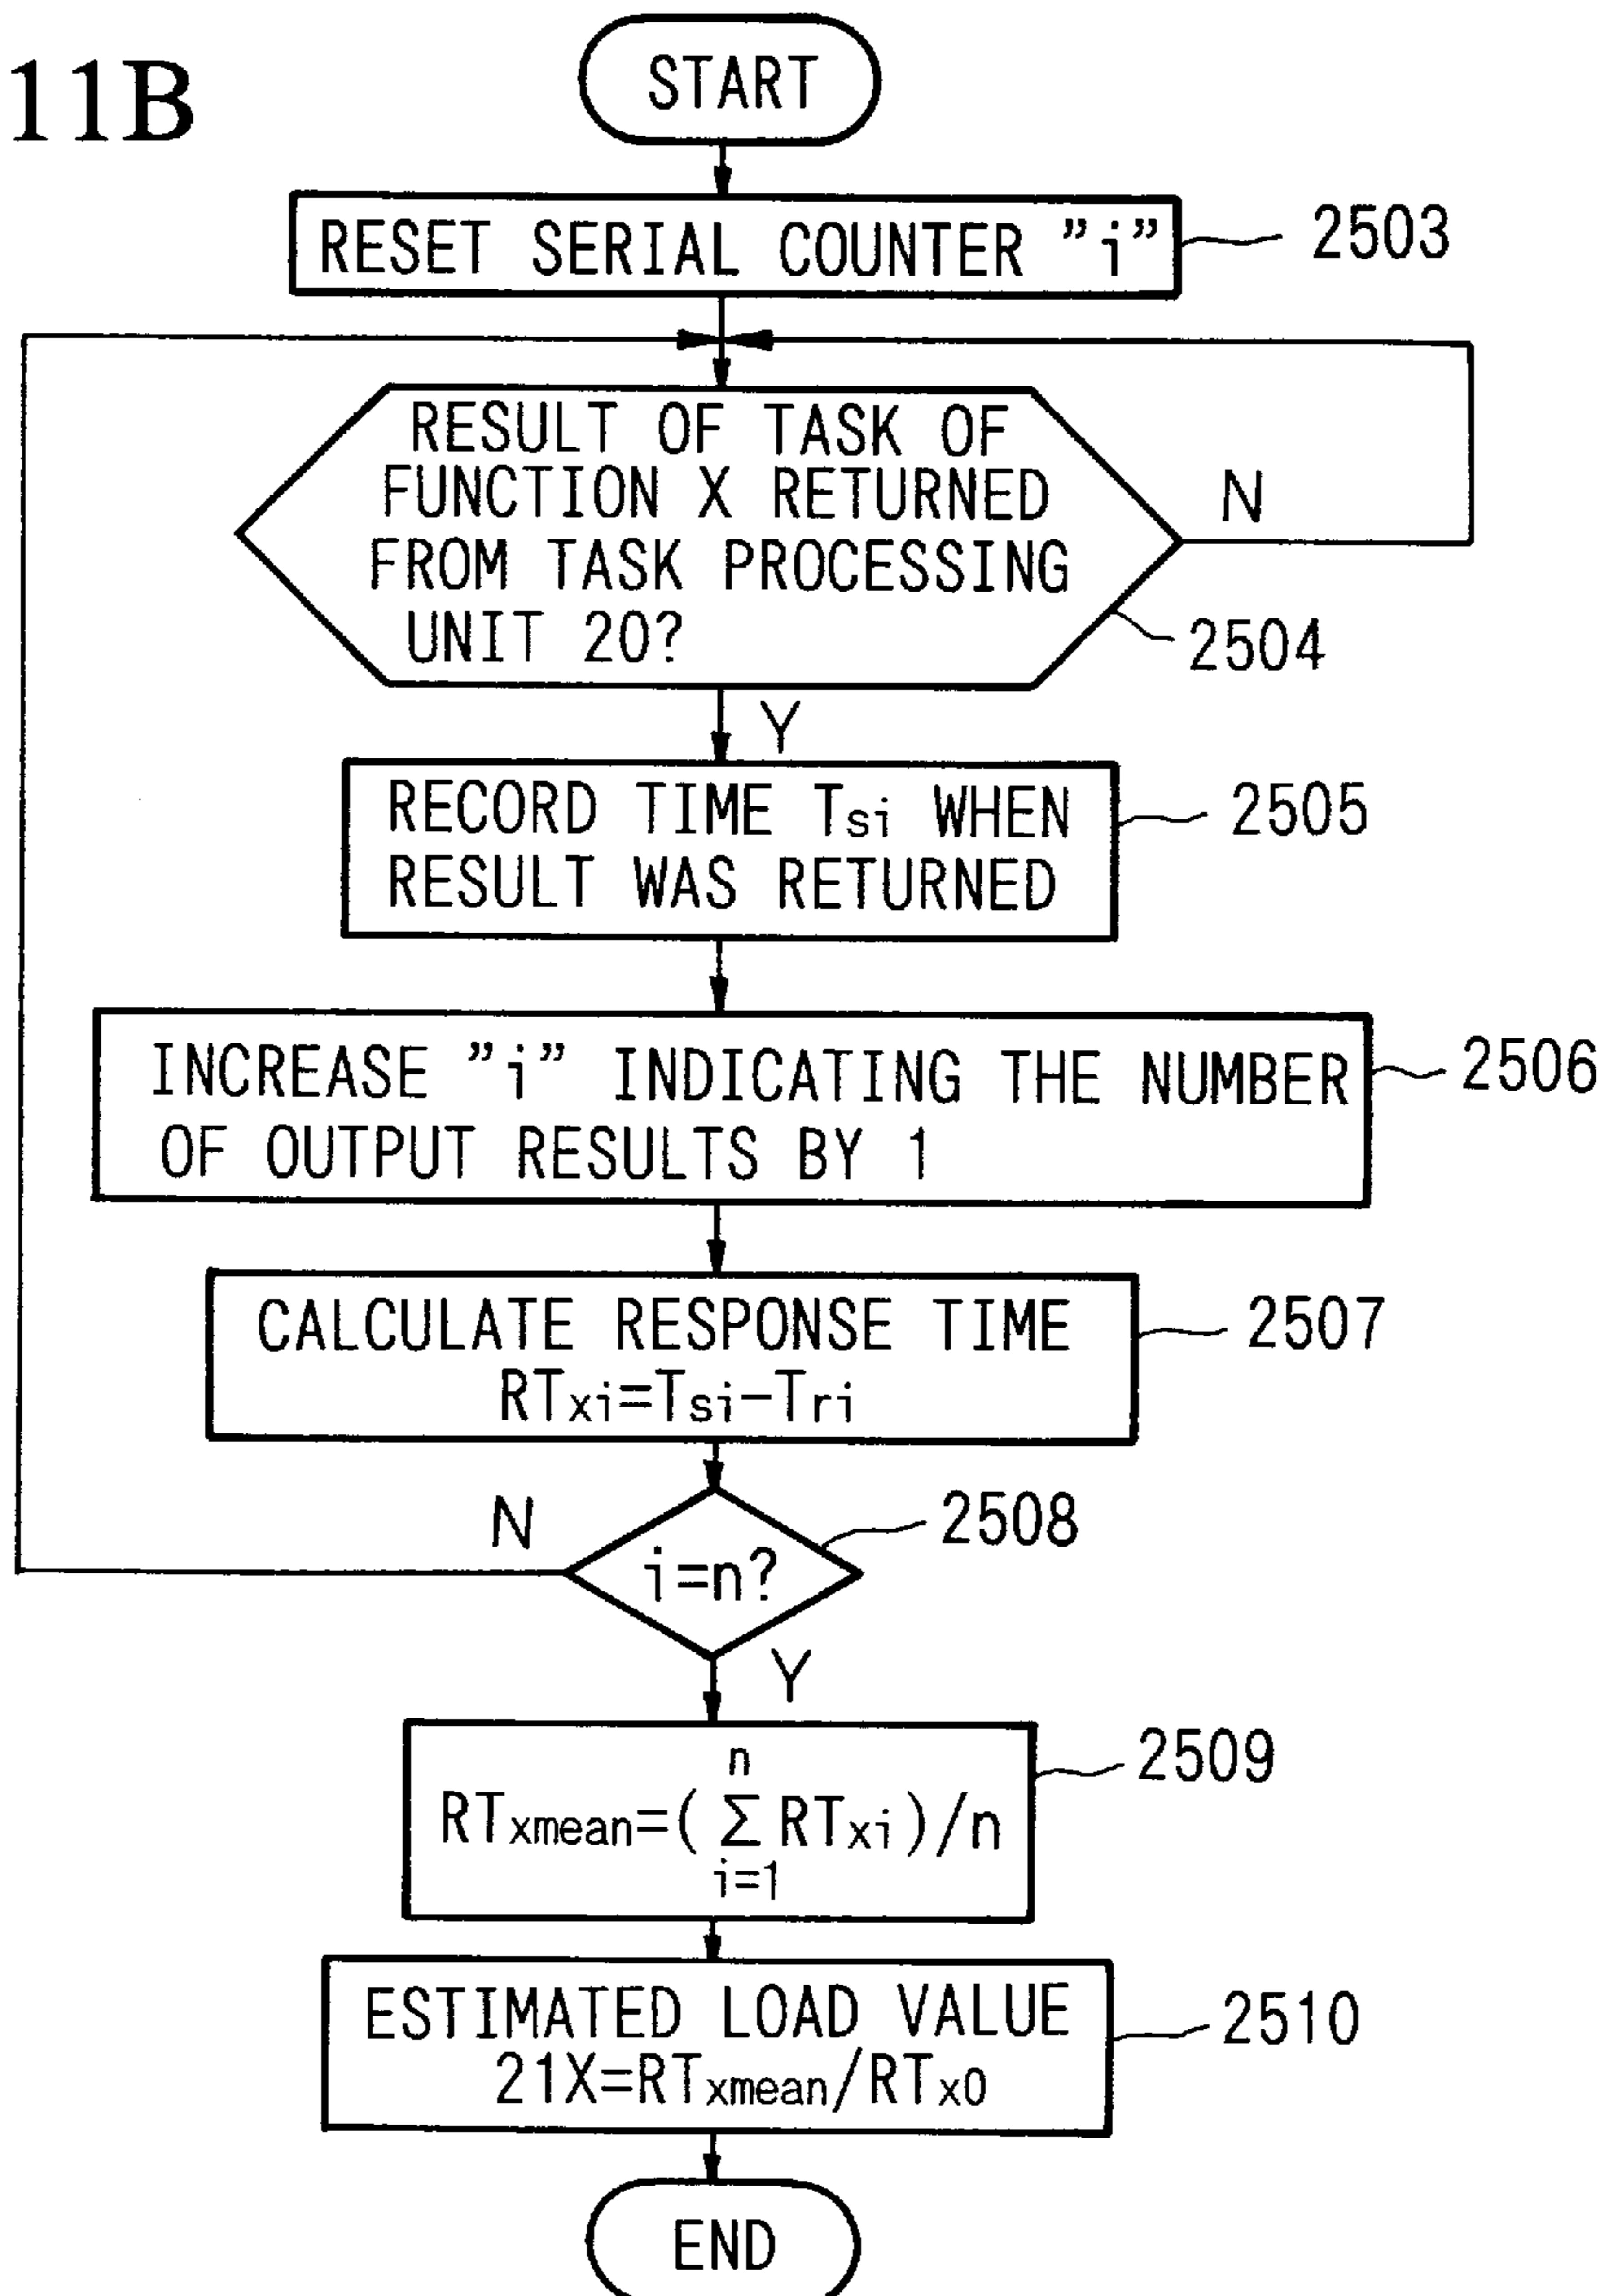 11B
START
RESET SERIAL COUNTER ”i”
2503
RESULT OF TASK OF
FUNCTION X RETURNED
FROM TASK PROCESSING
UNIT 20?
N
2504
Y
RECORD TIME Tsi WHEN
RESULT WAS RETURNED
2505
INCREASE ”i” INDICATING THE NUMBER
OF OUTPUT RESULTS BY 1
2506
CALCULATE RESPONSE TIME
RTxi=Tsi-Tri
2507
N
i=n?
2508
Y
n
RTxmean=( Σ RTxi)/n
i=1
2509
ESTIMATED LOAD VALUE
21X=RTxmean/RTx0
2510
END